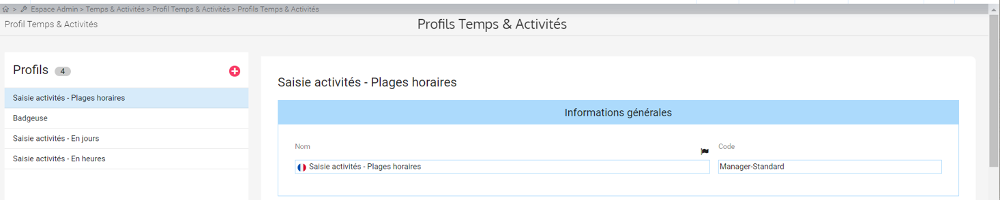 > Espace Admin > Temps & Activités > Profil Temps & Activités > Profils Temps & Activités
Profil Temps & Activités
Profils Temps & Activités
Profils 4
Saisie activités - Plages horaires
Badgeuse
Saisie activités - En jours
Saisie activités - En heures
Saisie activités - Plages horaires
Informations générales
Nom
Code
Saisie activités - Plages horaires
Manager-Standard